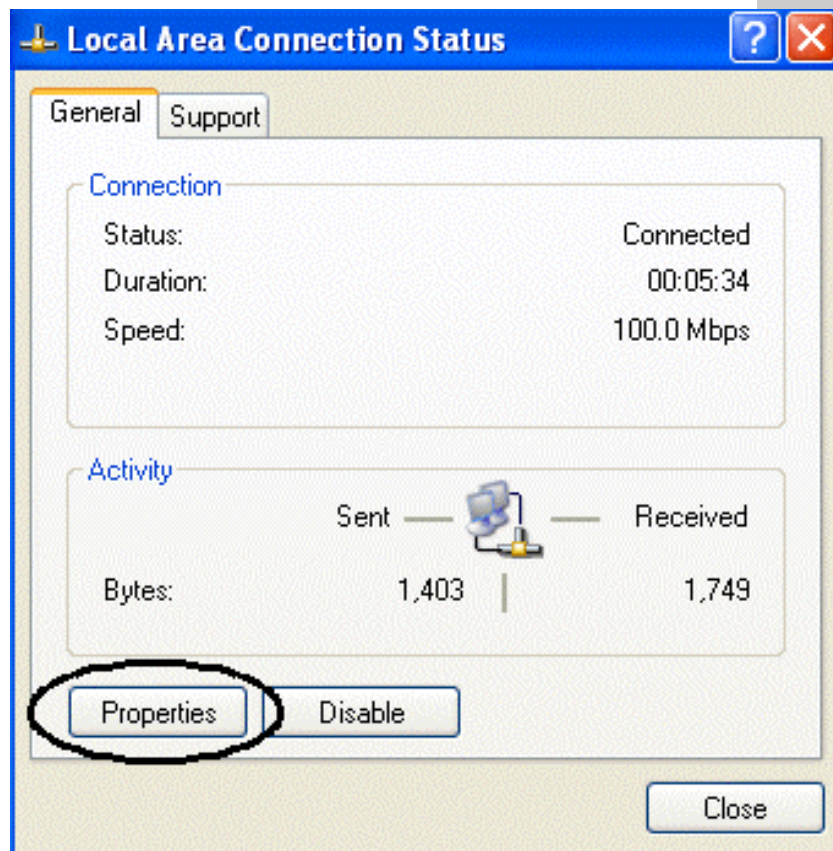 Local Area Connection Status
General Support
Connection
Status: Connected
Duration: 00:05:34
Speed: 100.0 Mbps
Activity
Sent Received
Bytes: 1,403 1,749
Properties Disable
Close